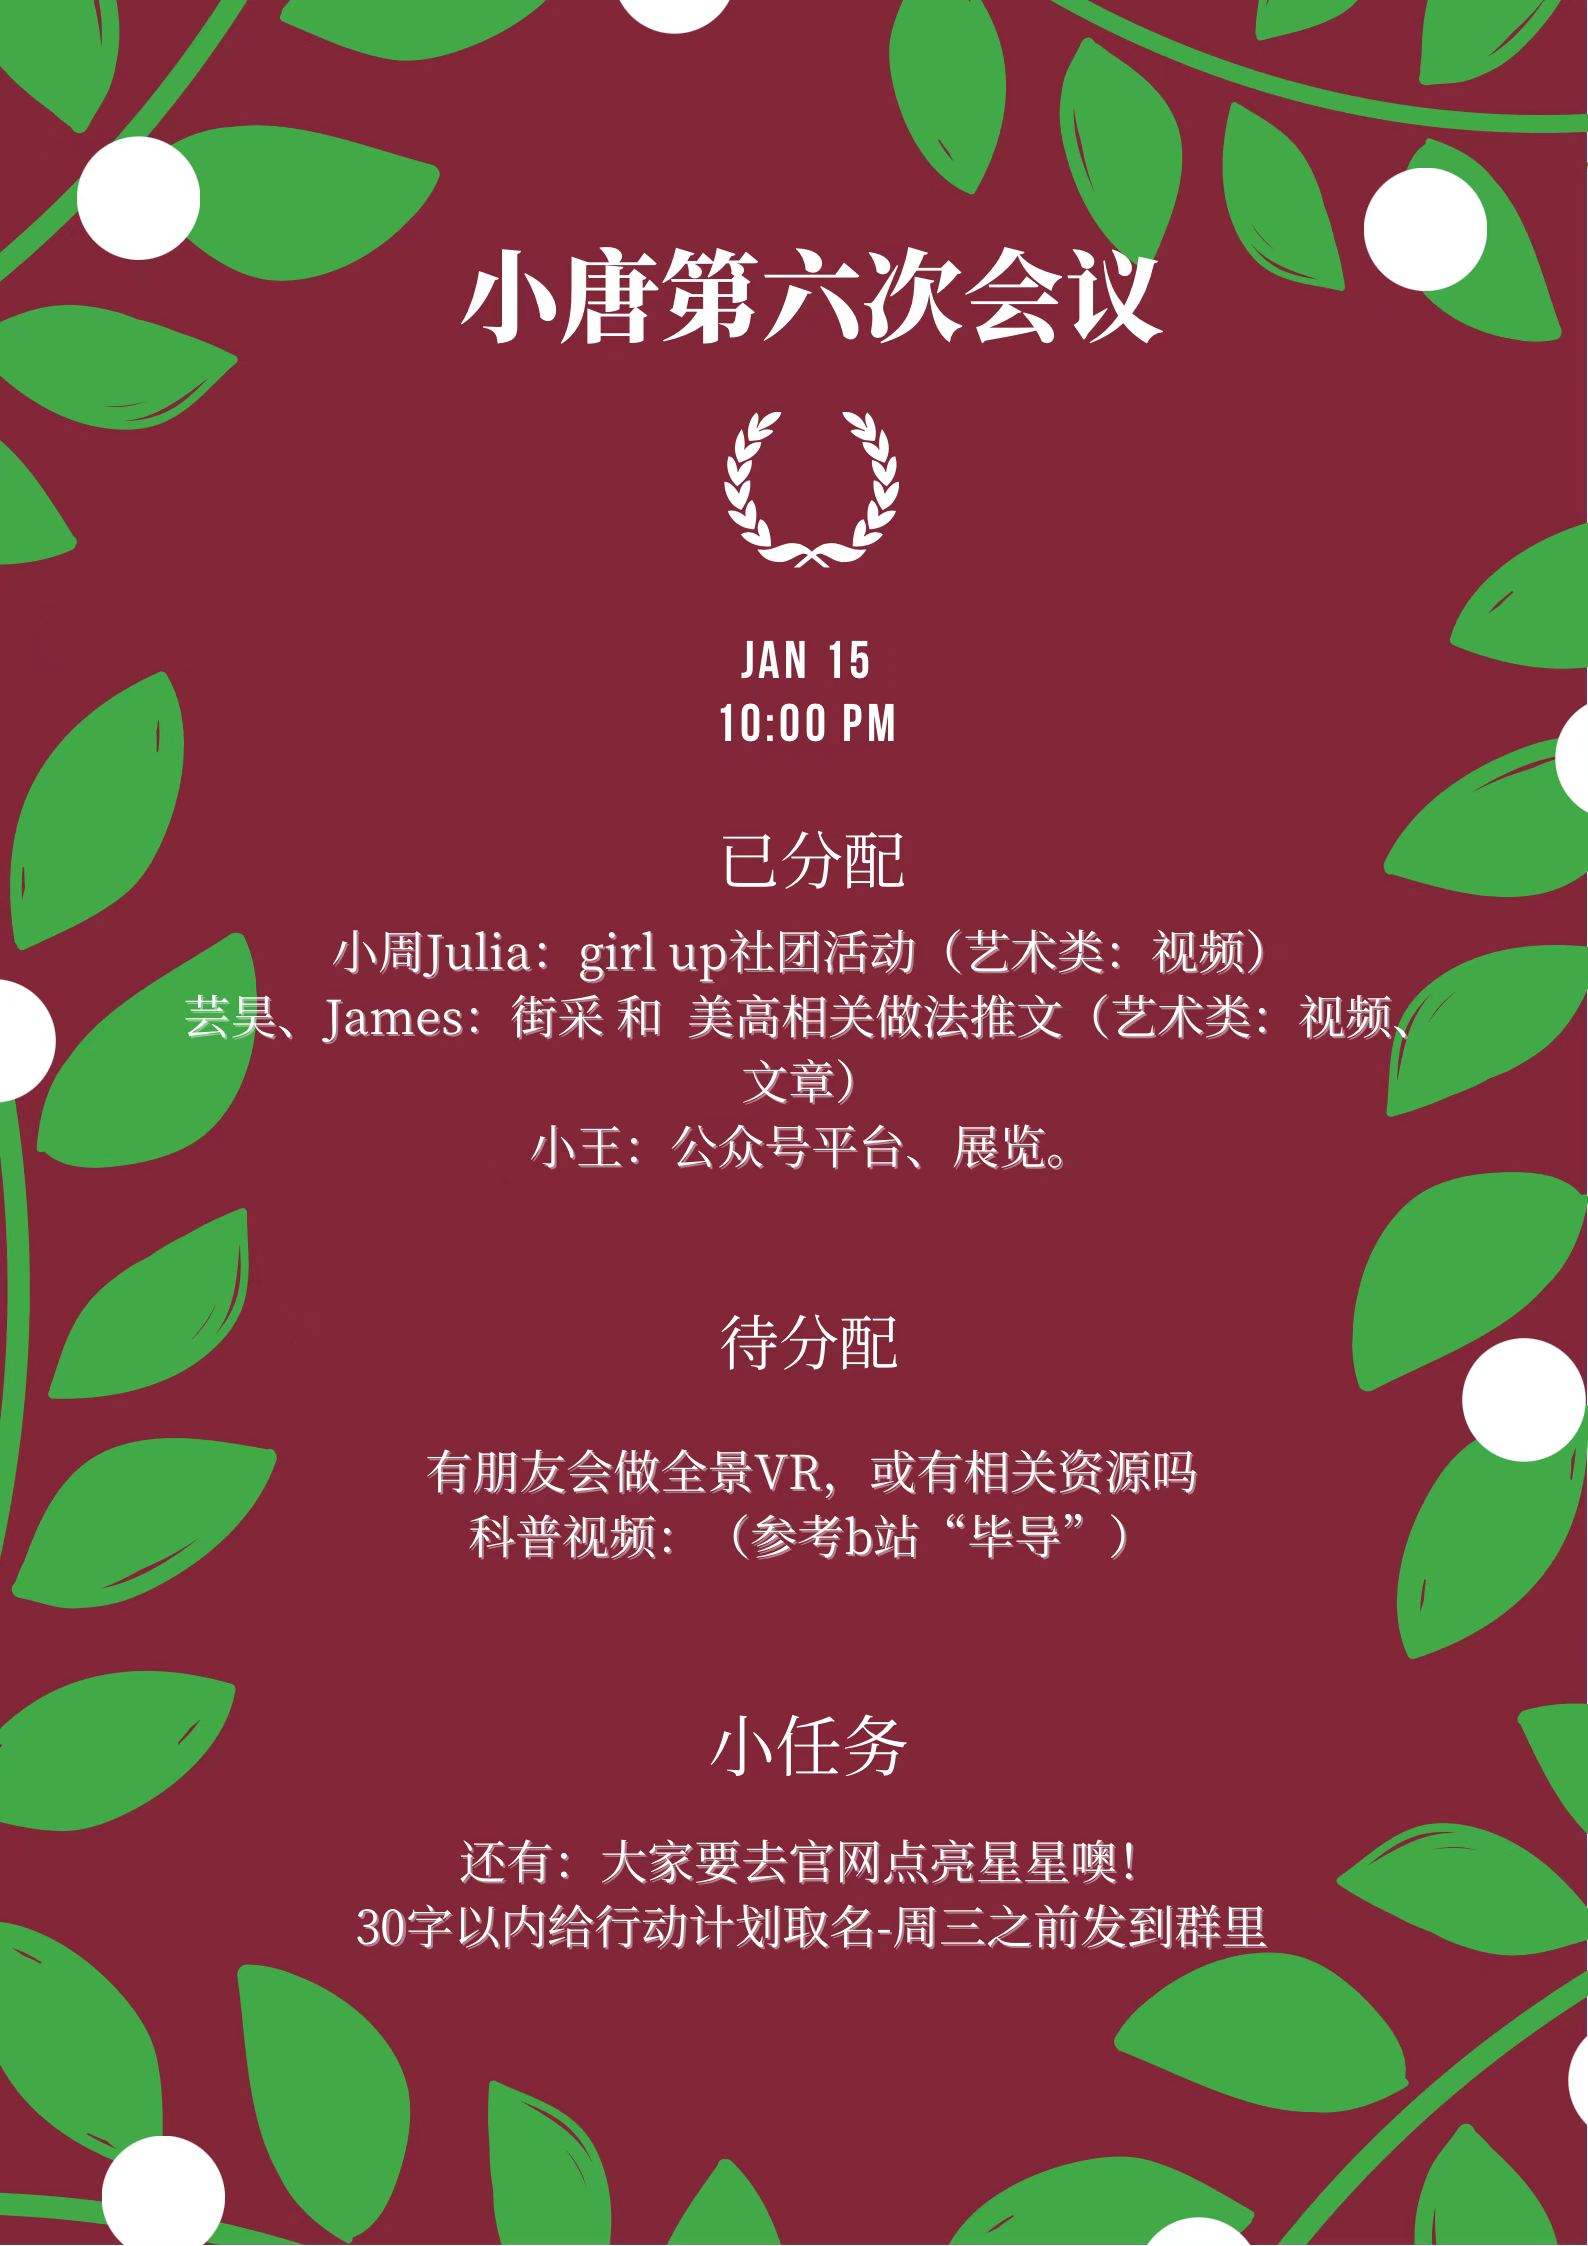 小唐第六次会议
JAN 15
10:00 PM
已分配
小周Julia：girl up社团活动（艺术类：视频）
芸昊、James：街采 和  美高相关做法推文（艺术类：视频、
文章）
小王：公众号平台、展览。
待分配
有朋友会做全景VR，或有相关资源吗
科普视频：（参考b站“毕导”）
小任务
还有：大家要去官网点亮星星噢！
30字以内给行动计划取名-周三之前发到群里